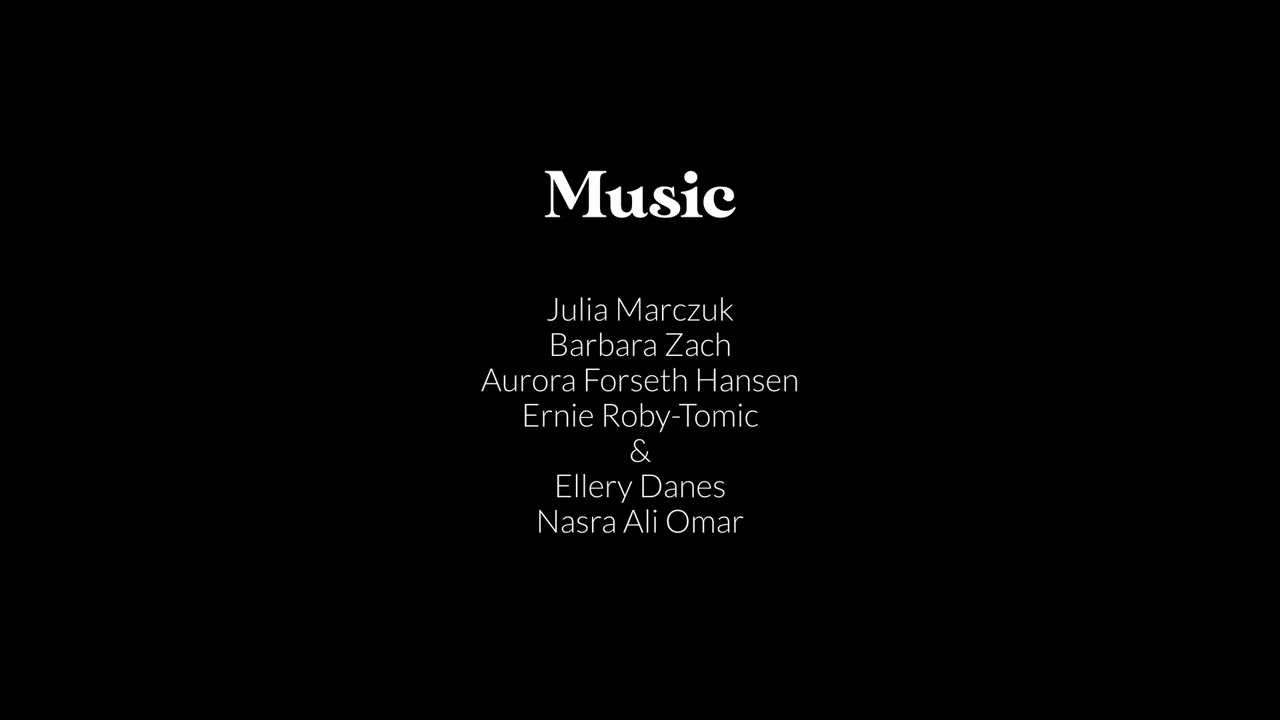 Music
Julia Marczuk
Barbara Zach
Aurora Forseth Hansen
Ernie Roby-Tomic
&
Ellery Danes
Nasra Ali Omar